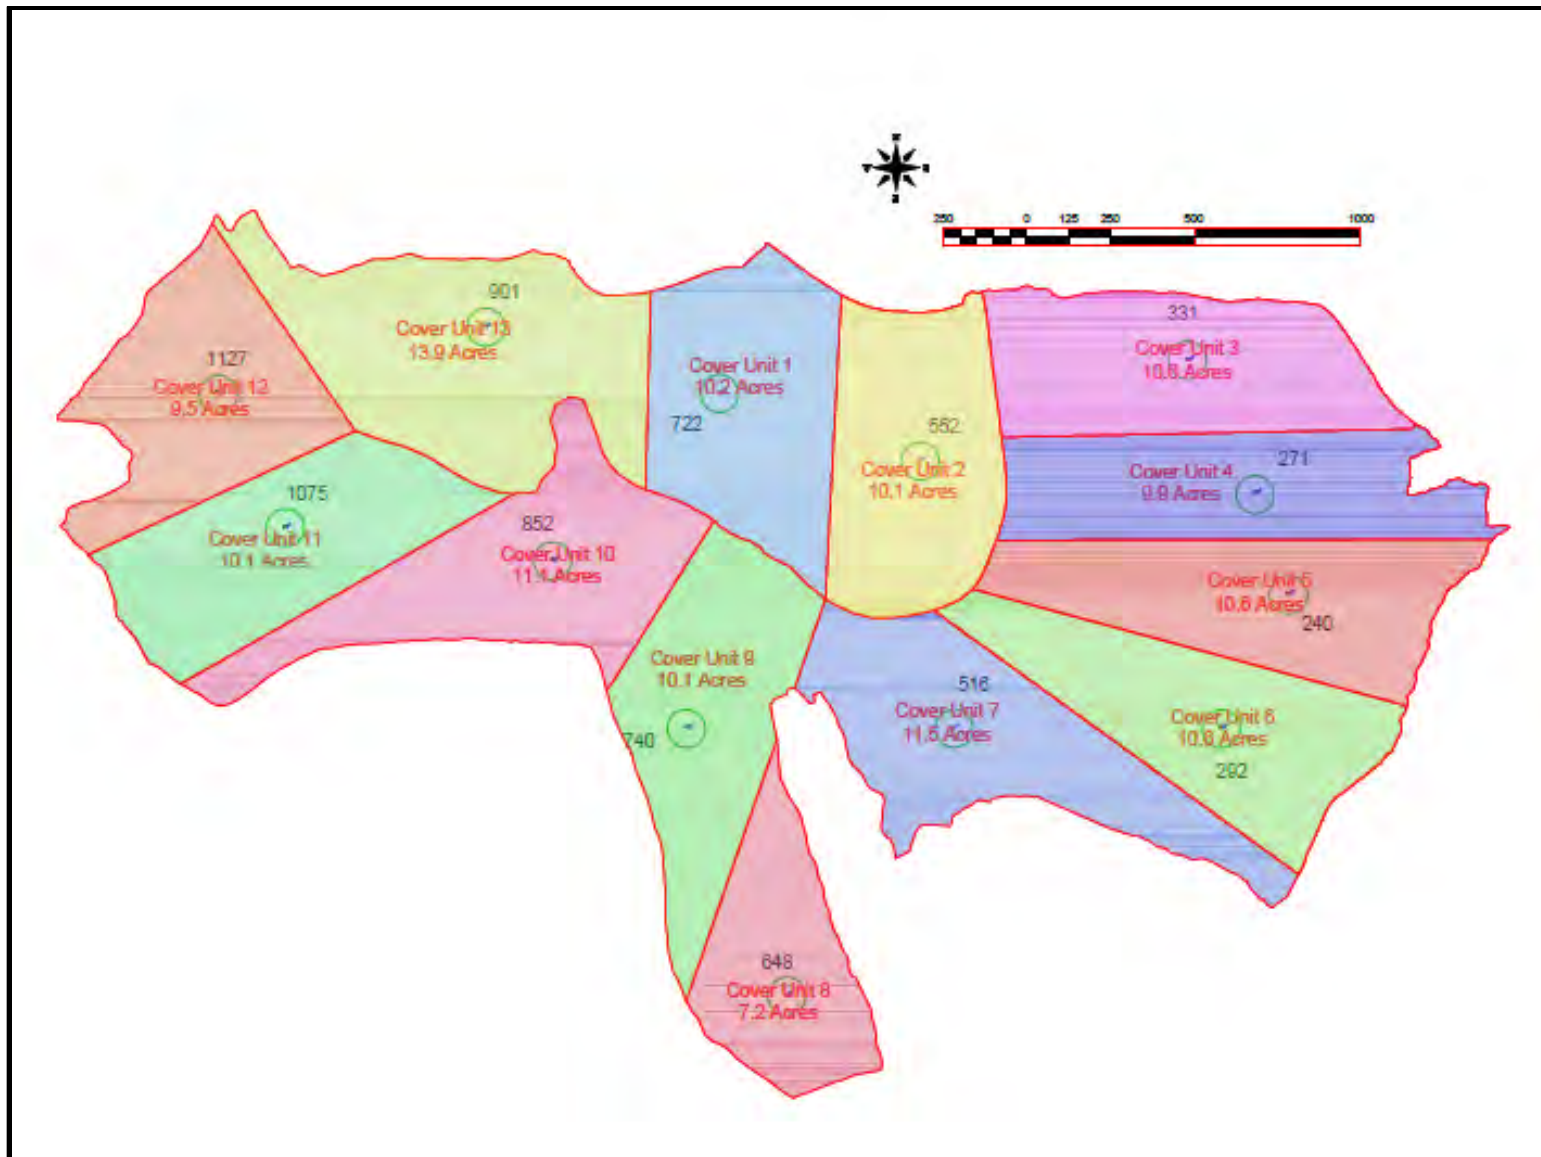 250 0 125 250 500 1000
901
Cover Unit 13
13.9 Acres
331
Cover Unit 3
10.8 Acres
1127
Cover Unit 12
9.5 Acres
Cover Unit 1
10.2 Acres
722
552
Cover Unit 2
10.1 Acres
271
Cover Unit 4
9.9 Acres
1075
Cover Unit 11
10.1 Acres
852
Cover Unit 10
11.1 Acres
Cover Unit 5
10.6 Acres
240
Cover Unit 9
10.1 Acres
740
516
Cover Unit 7
11.5 Acres
Cover Unit 6
10.8 Acres
292
648
Cover Unit 8
7.2 Acres